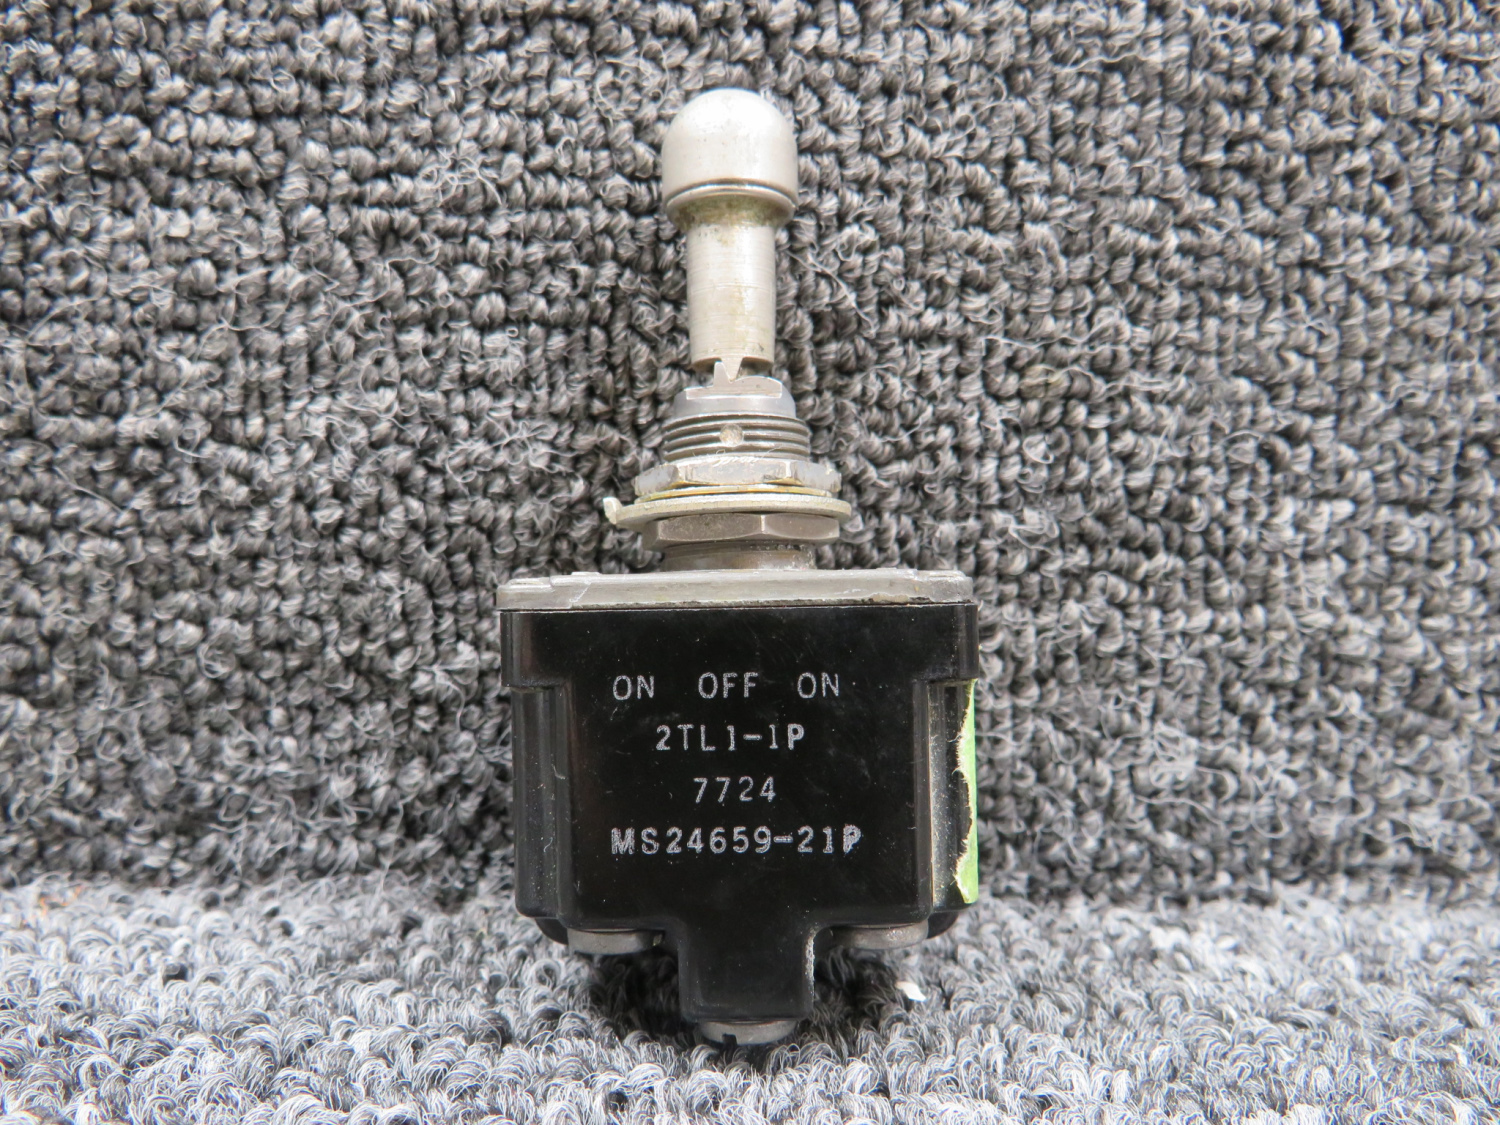 ON OFF ON
2TL1-1P
7724
MS24659-21P